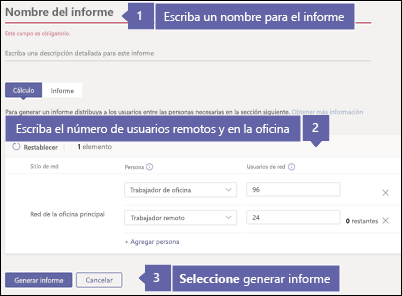 Nombre del informe
1 Escriba un nombre para el informe
Este campo es obligatorio.
Escriba una descripción detallada para este informe
Cálculo Informe
Para generar un informe distribuya a los usuarios entre las personas necesarias en la sección siguiente. Obtener más información
Escriba el número de usuarios remotos y en la oficina 2
Restablecer 1 elemento
Sitio de red Persona Usuarios de red
Trabajador de oficina 96
Red de la oficina principal Trabajador remoto 24 0 restantes
+ Agregar persona
Generar informe Cancelar 3 Seleccione generar informe